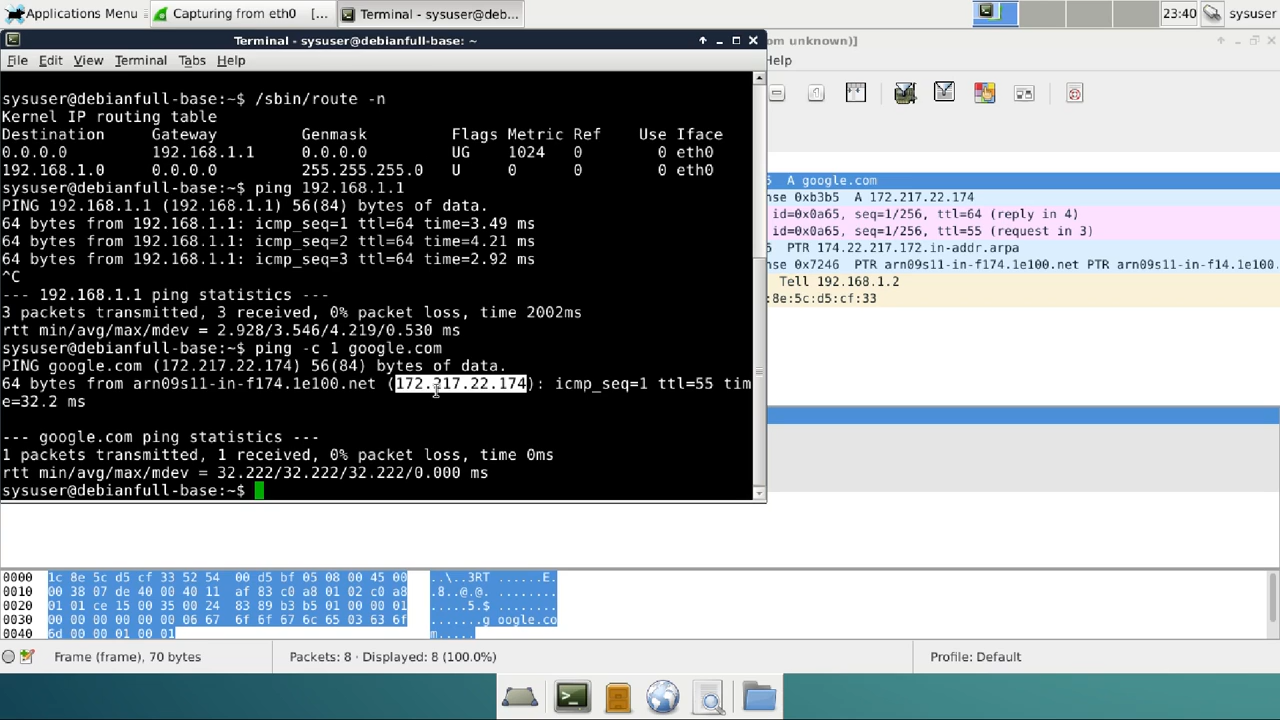 Applications Menu
Capturing from eth0 [...
Terminal - sysuser@deb...
23:40
sysuser
Terminal - sysuser@debianfull-base: ~
om unknown)]
File Edit View Terminal Tabs Help
Help
sysuser@debianfull-base:~$ /sbin/route -n
Kernel IP routing table
Destination Gateway Genmask Flags Metric Ref Use Iface
0.0.0.0 192.168.1.1 0.0.0.0 UG 1024 0 0 eth0
192.168.1.0 0.0.0.0 255.255.255.0 U 0 0 0 eth0
sysuser@debianfull-base:~$ ping 192.168.1.1
PING 192.168.1.1 (192.168.1.1) 56(84) bytes of data.
64 bytes from 192.168.1.1: icmp_seq=1 ttl=64 time=3.49 ms
64 bytes from 192.168.1.1: icmp_seq=2 ttl=64 time=4.21 ms
64 bytes from 192.168.1.1: icmp_seq=3 ttl=64 time=2.92 ms
^C
--- 192.168.1.1 ping statistics ---
3 packets transmitted, 3 received, 0% packet loss, time 2002ms
rtt min/avg/max/mdev = 2.928/3.546/4.219/0.530 ms
sysuser@debianfull-base:~$ ping -c 1 google.com
PING google.com (172.217.22.174) 56(84) bytes of data.
64 bytes from arn09s11-in-f174.1e100.net (172.217.22.174): icmp_seq=1 ttl=55 tim
e=32.2 ms
--- google.com ping statistics ---
1 packets transmitted, 1 received, 0% packet loss, time 0ms
rtt min/avg/max/mdev = 32.222/32.222/32.222/0.000 ms
sysuser@debianfull-base:~$
5 A google.com
nse 0xb3b5 A 172.217.22.174
id=0x0a65, seq=1/256, ttl=64 (reply in 4)
id=0x0a65, seq=1/256, ttl=55 (request in 3)
5 PTR 174.22.217.172.in-addr.arpa
nse 0x7246 PTR arn09s11-in-f174.1e100.net PTR arn09s11-in-f14.1e100.
Tell 192.168.1.2
:8e:5c:d5:cf:33
0000 1c 8e 5c d5 cf 33 52 54 00 d5 bf 05 08 00 45 00 ..\..3RT ......E.
0010 00 38 07 de 40 00 40 11 af 83 c0 a8 01 02 c0 a8 .8..@.@. ........
0020 01 01 ce 15 00 35 00 24 83 89 b3 b5 01 00 00 01 .....5.$ ........
0030 00 00 00 00 00 00 06 67 6f 6f 67 6c 65 03 63 6f .......g oogle.co
0040 6d 00 00 01 00 01 m.....
Frame (frame), 70 bytes
Packets: 8 · Displayed: 8 (100.0%)
Profile: Default